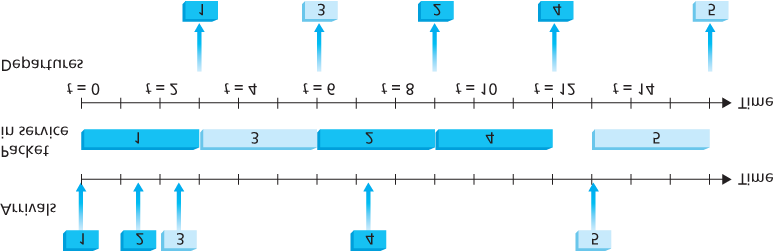 1 2 3 4 5
Arrivals
Time
Packet
in service
1 3 2 4 5
Time
t = 0 t = 2 t = 4 t = 6 t = 8 t = 10 t = 12 t = 14
Departures
1 3 2 4 5